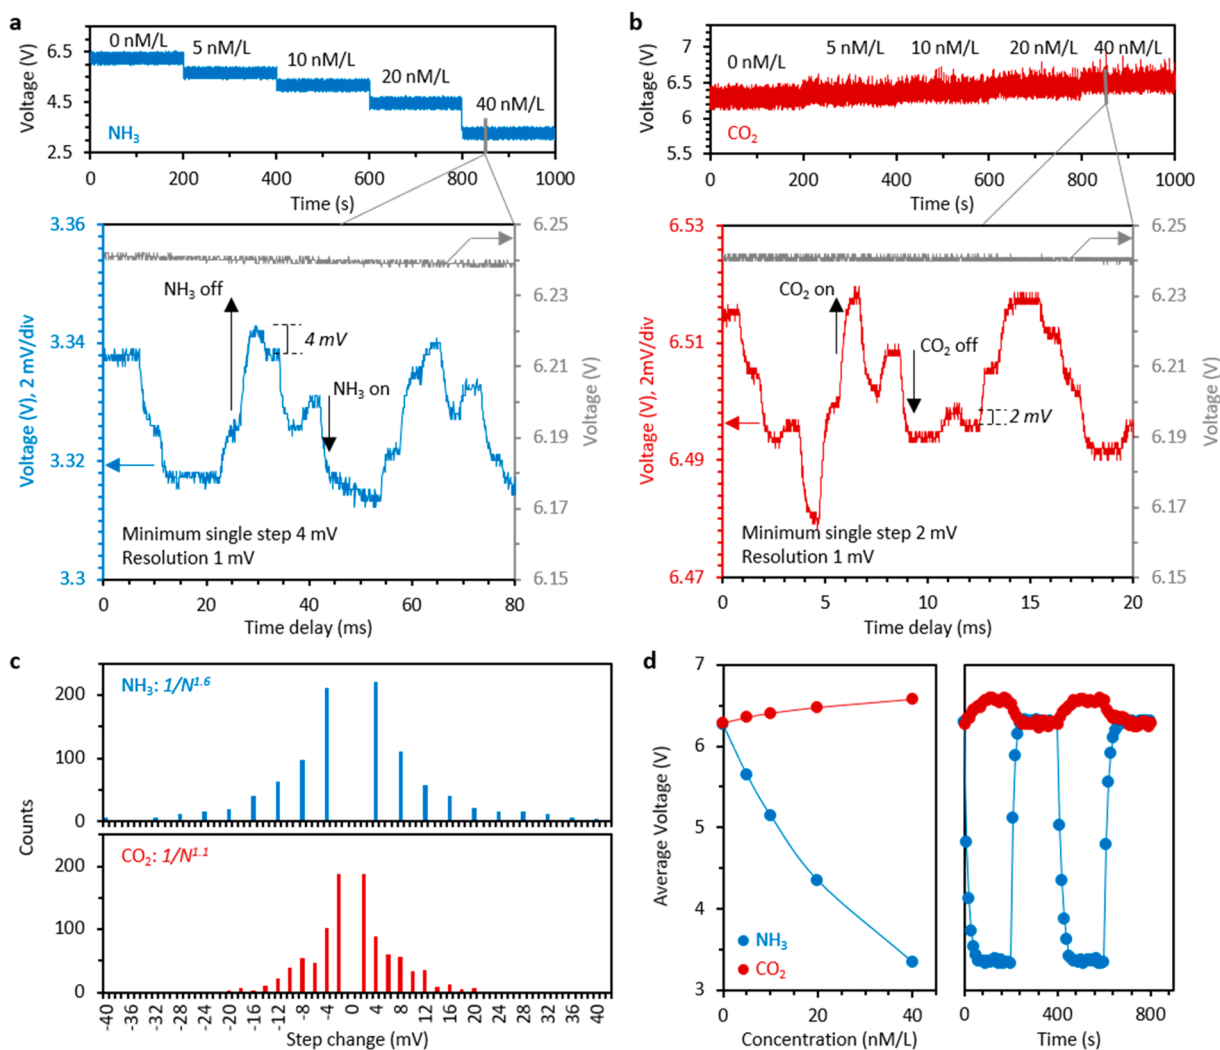 a
0 nM/L
5 nM/L
10 nM/L
20 nM/L
40 nM/L
NH3
Voltage (V)
6.5
4.5
2.5
0 200 400 600 800 1000
Time (s)
3.36
3.34
3.32
3.3
Voltage (V), 2 mV/div
NH3 off
4 mV
NH3 on
Minimum single step 4 mV
Resolution 1 mV
6.25
6.23
6.21
6.19
6.17
6.15
Voltage (V)
0 20 40 60 80
Time delay (ms)
b
0 nM/L
5 nM/L
10 nM/L
20 nM/L
40 nM/L
CO2
Voltage (V)
7
6.5
6
5.5
0 200 400 600 800 1000
Time (s)
6.53
6.51
6.49
6.47
Voltage (V), 2mV/div
CO2 on
CO2 off
2 mV
Minimum single step 2 mV
Resolution 1 mV
6.25
6.23
6.21
6.19
6.17
6.15
Voltage (V)
0 5 10 15 20
Time delay (ms)
c
NH3: 1/N1.6
200
100
0
CO2: 1/N1.1
200
100
0
Counts
-40 -36 -32 -28 -24 -20 -16 -12 -8 -4 0 4 8 12 16 20 24 28 32 36 40
Step change (mV)
d
7
6
5
4
3
Average Voltage (V)
NH3
CO2
0 20 40
Concentration (nM/L)
0 400 800
Time (s)